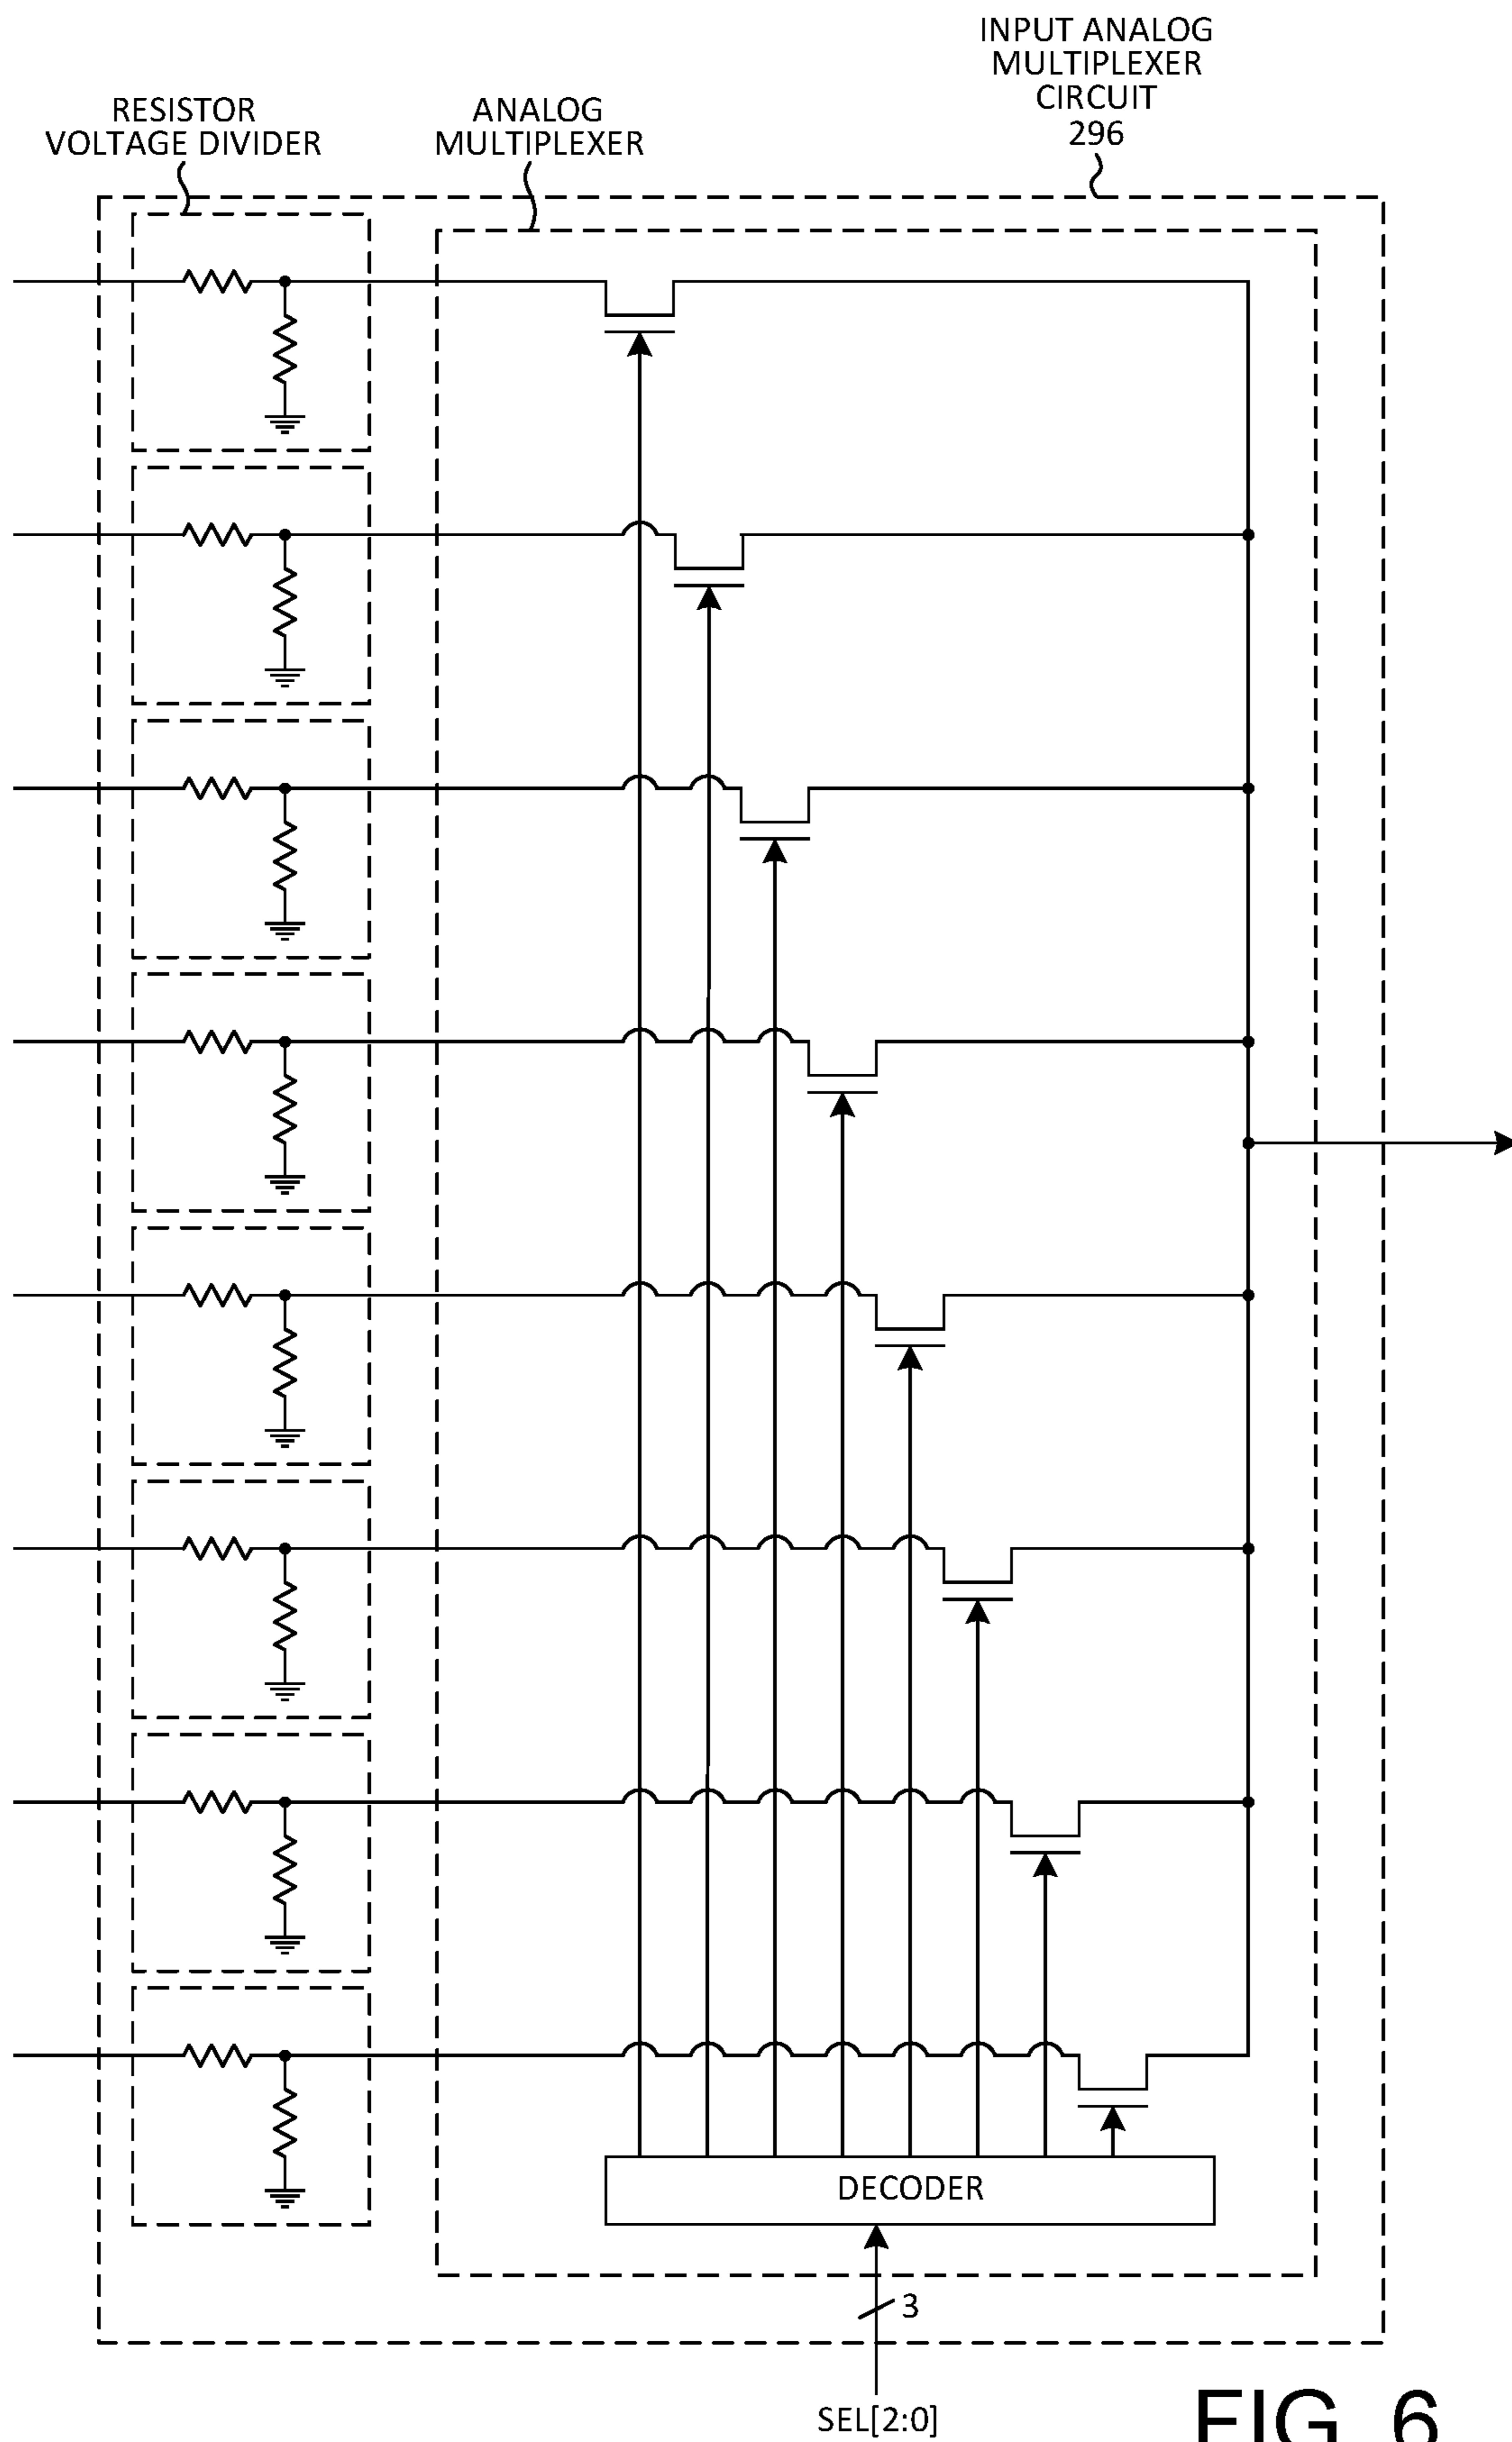 INPUT ANALOG
MULTIPLEXER
CIRCUIT
296
RESISTOR
VOLTAGE DIVIDER
ANALOG
MULTIPLEXER
DECODER
3
SEL[2:0]
FIG. 6